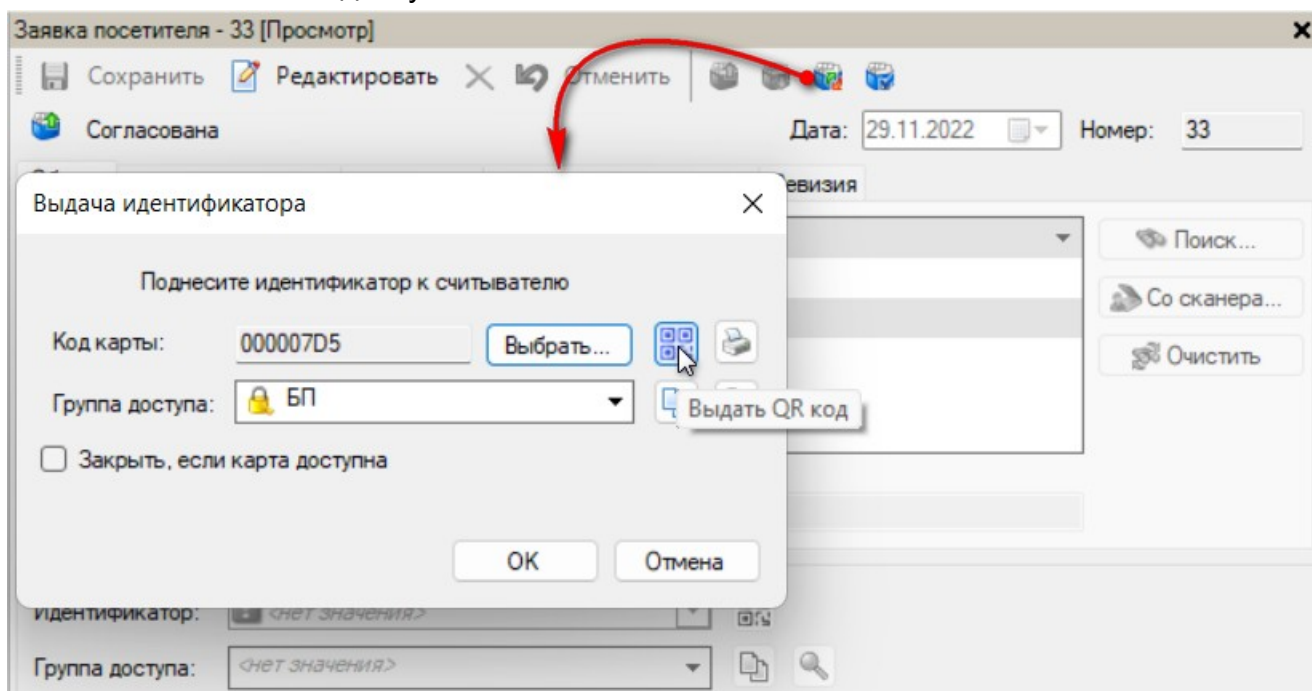 Заявка посетителя - 33 [Просмотр]
Сохранить Редактировать Отменить
Согласована Дата: 29.11.2022 Номер: 33
Выдача идентификатора
Поиск...
Поднесите идентификатор к считывателю
Со сканера...
Код карты: 000007D5 Выбрать...
Очистить
Группа доступа: БП
Выдать QR код
Закрыть, если карта доступна
OK Отмена
Идентификатор: <нет значения>
Группа доступа: <нет значения>